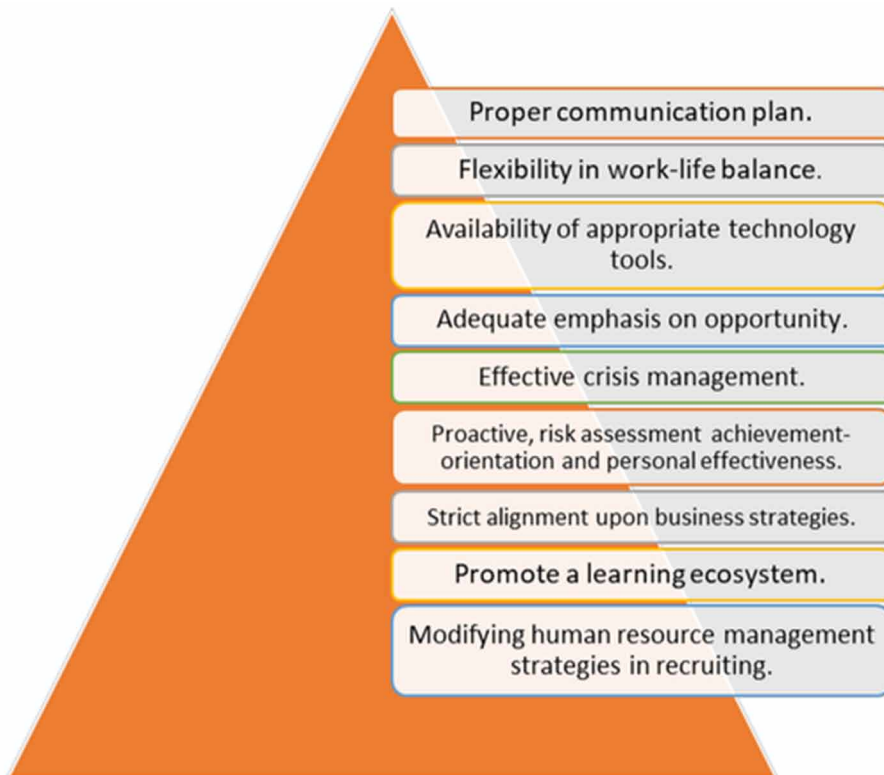 Proper communication plan.
Flexibility in work-life balance.
Availability of appropriate technology
tools.
Adequate emphasis on opportunity.
Effective crisis management.
Proactive, risk assessment achievement-
orientation and personal effectiveness.
Strict alignment upon business strategies.
Promote a learning ecosystem.
Modifying human resource management
strategies in recruiting.